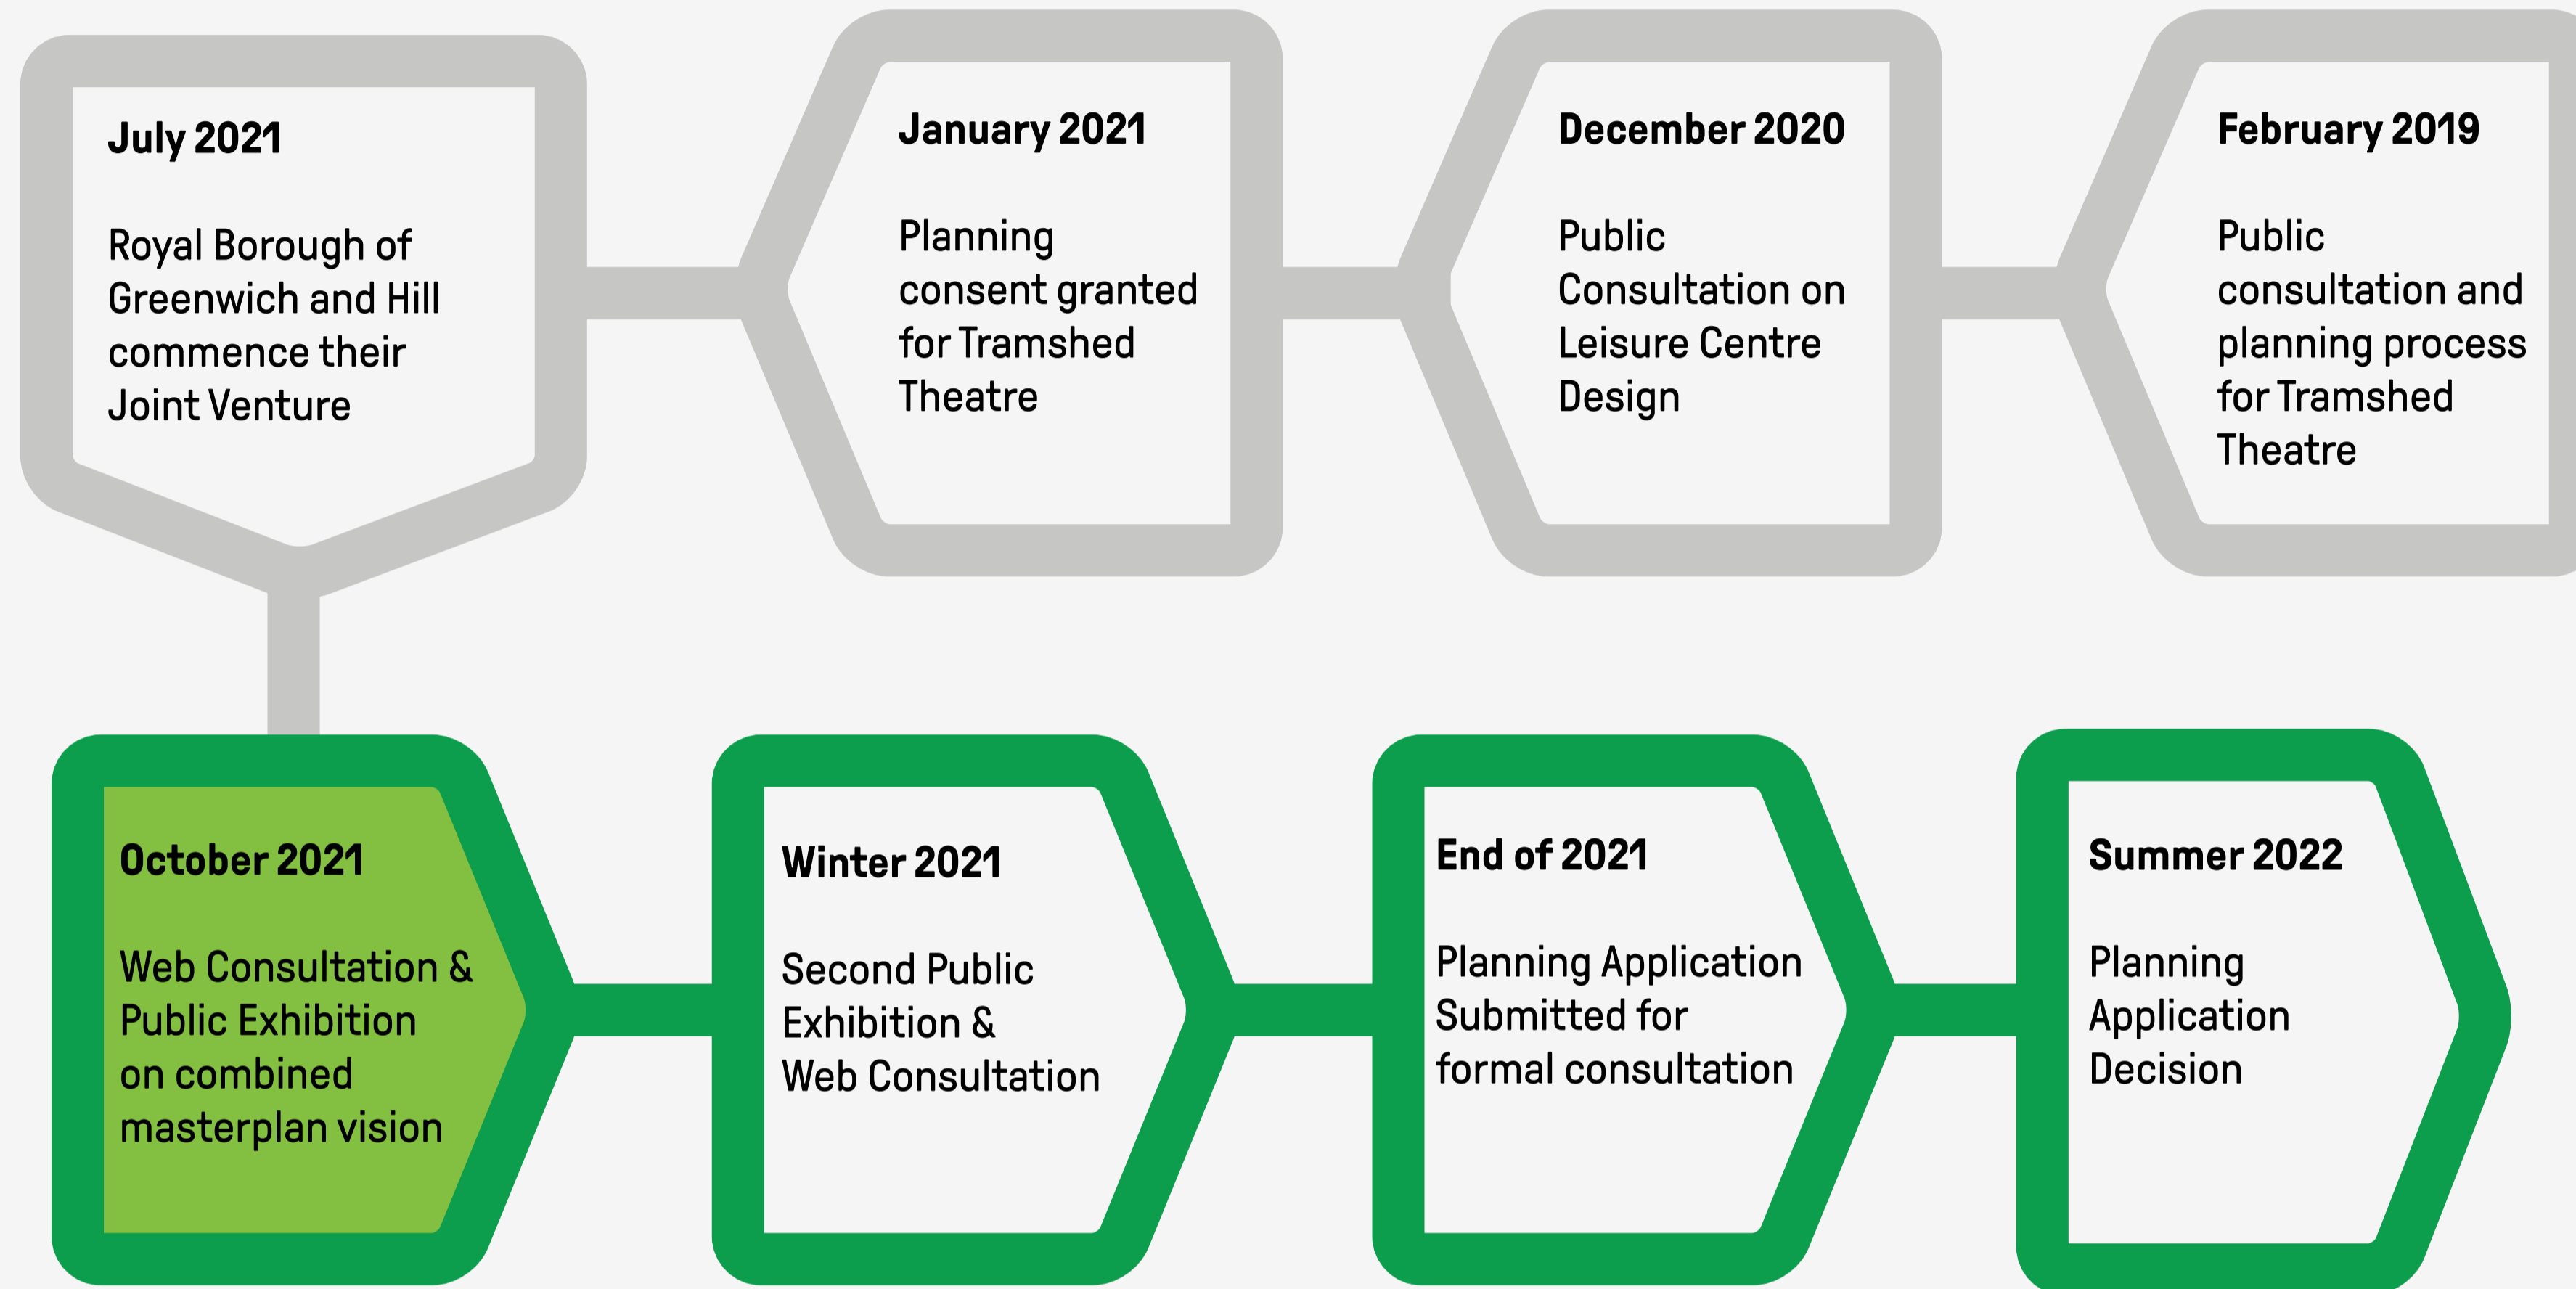 July 2021
Royal Borough of
Greenwich and Hill
commence their
Joint Venture
January 2021
Planning
consent granted
for Tramshed
Theatre
December 2020
Public
Consultation on
Leisure Centre
Design
February 2019
Public
consultation and
planning process
for Tramshed
Theatre
October 2021
Web Consultation &
Public Exhibition
on combined
masterplan vision
Winter 2021
Second Public
Exhibition &
Web Consultation
End of 2021
Planning Application
Submitted for
formal consultation
Summer 2022
Planning
Application
Decision